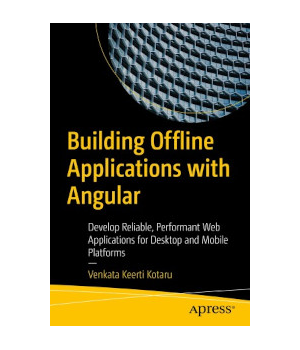 Building Offline
Applications with
Angular
Develop Reliable, Performant Web
Applications for Desktop and Mobile
Platforms
—
Venkata Keerti Kotaru
Apress®